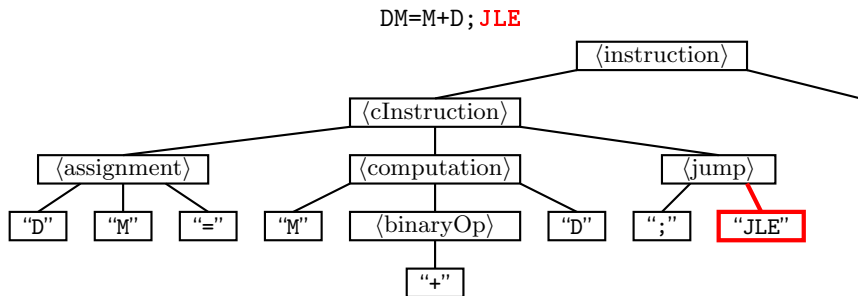 DM=M+D;JLE
⟨instruction⟩
⟨cInstruction⟩
⟨assignment⟩ ⟨computation⟩ ⟨jump⟩
“D” “M” “=” “M” ⟨binaryOp⟩ “D” “;” “JLE”
“+”